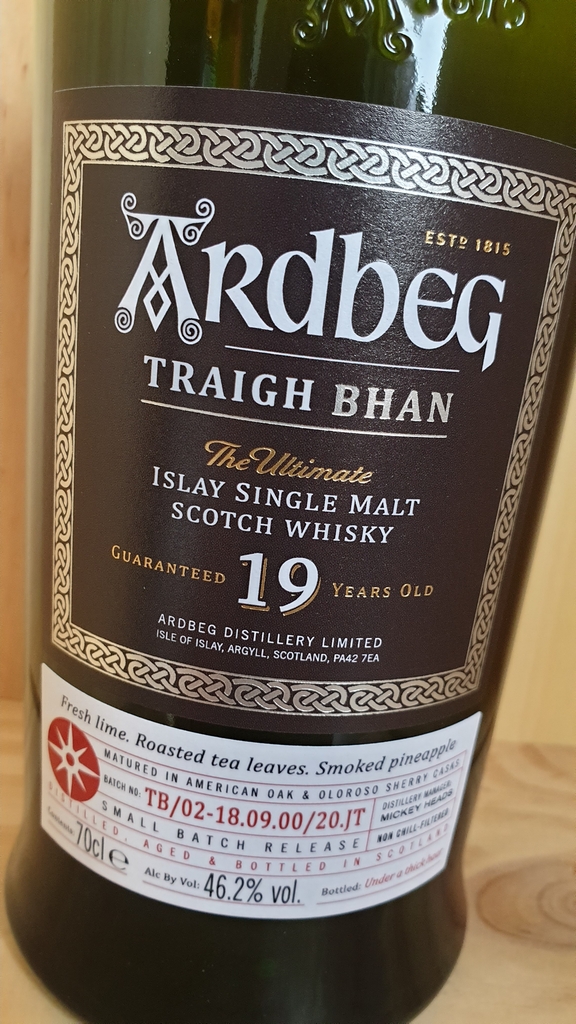 ESTD 1815
ARDBEG
TRAIGH BHAN
The Ultimate
ISLAY SINGLE MALT
SCOTCH WHISKY
GUARANTEED 19 YEARS OLD
ARDBEG DISTILLERY LIMITED
ISLE OF ISLAY, ARGYLL, SCOTLAND, PA42 7EA
Fresh lime. Roasted tea leaves. Smoked pineapple
MATURED IN AMERICAN OAK & OLOROSO SHERRY CASKS
BATCH NO: TB/02-18.09.00/20.JT
DISTILLERY MANAGER
MICKEY HEADS
SMALL BATCH RELEASE
NON CHILL-FILTERED
DISTILLED, AGED & BOTTLED IN SCOTLAND
Contents: 70cl e
Alc By Vol: 46.2% vol.
Bottled: Under a thick haar